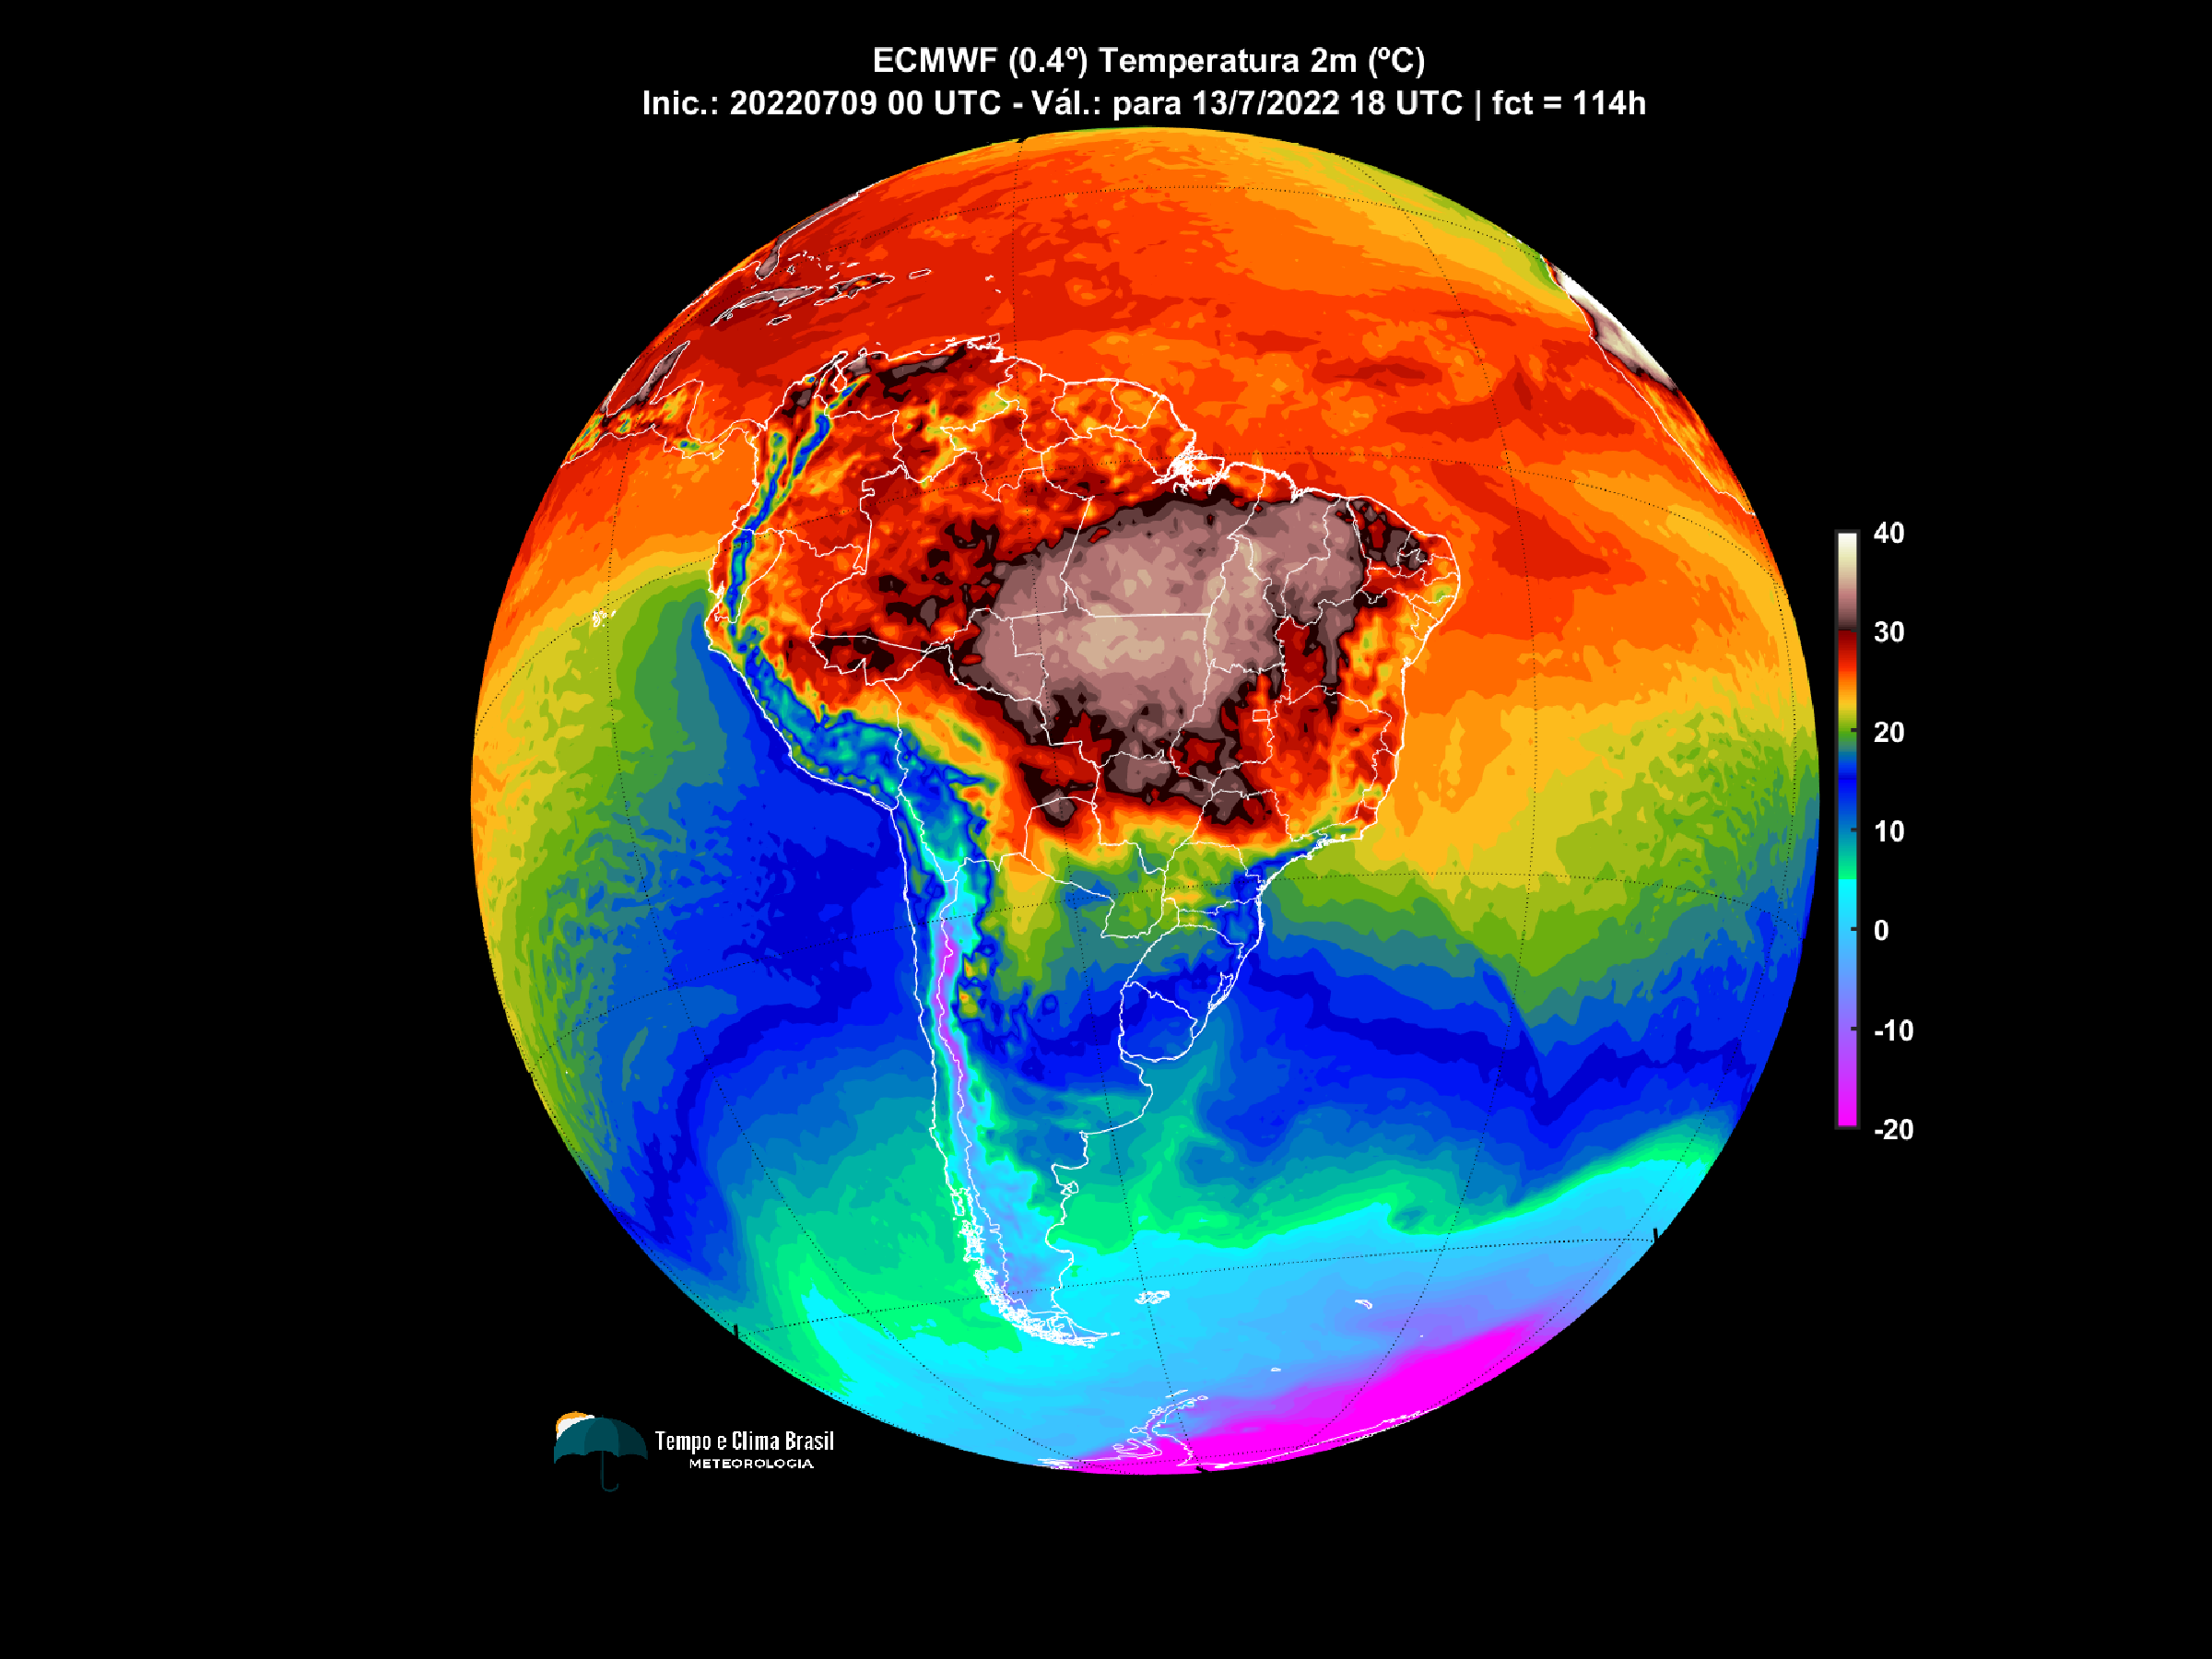 ECMWF (0.4º) Temperatura 2m (ºC)
Inic.: 20220709 00 UTC - Vál.: para 13/7/2022 18 UTC | fct = 114h
40
30
20
10
0
-10
-20
Tempo e Clima Brasil
METEOROLOGIA